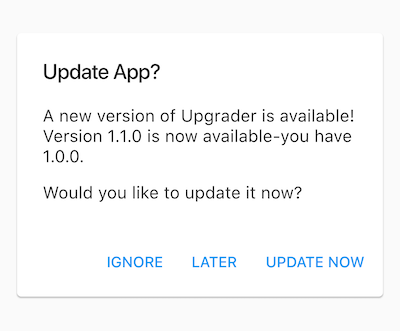 Update App?
A new version of Upgrader is available!
Version 1.1.0 is now available-you have
1.0.0.
Would you like to update it now?
IGNORE LATER UPDATE NOW